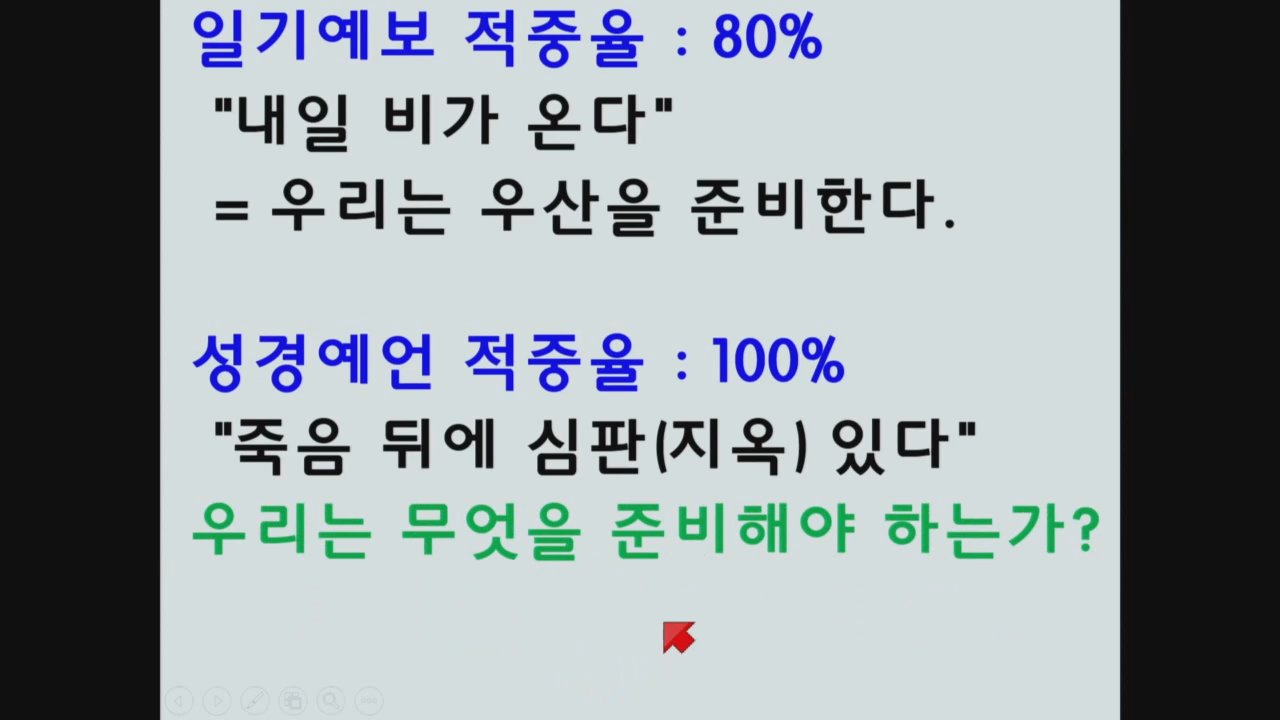 일기예보 적중율 : 80%
"내일 비가 온다"
= 우리는 우산을 준비한다.
성경예언 적중율 : 100%
"죽음 뒤에 심판(지옥) 있다"
우리는 무엇을 준비해야 하는가?